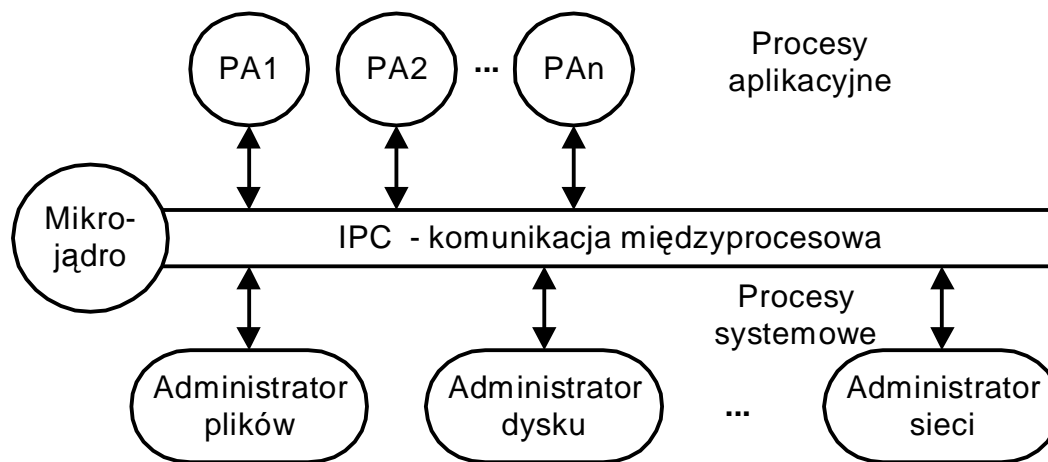 PA1
PA2
...
PAn
Procesy
aplikacyjne
Mikro-
jądro
IPC - komunikacja międzyprocesowa
Procesy
systemowe
Administrator
plików
Administrator
dysku
...
Administrator
sieci